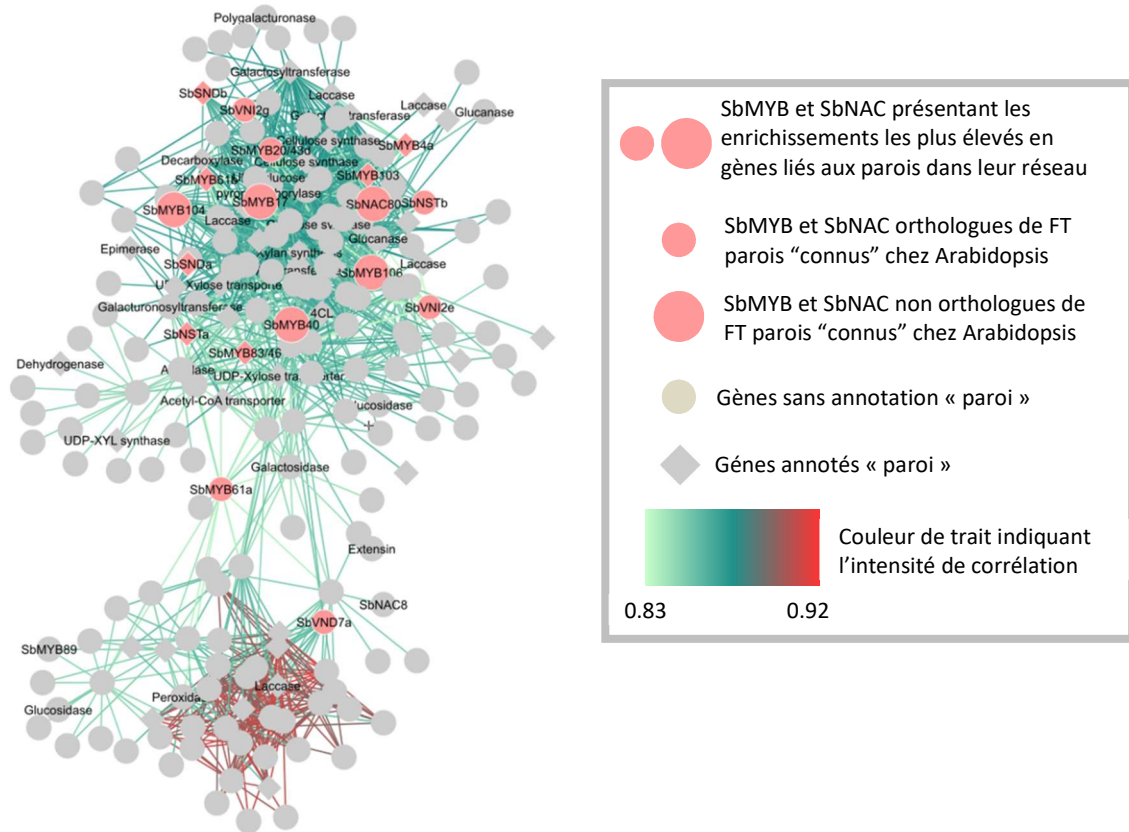 Polygalacturonase
Galactosyltransferase
SbSNDb
Laccase
SbVNI2g
Laccase
Glucanase
SbMYB20/43d
Cellulose synthase
SbMYB4a
Decarboxylase
Cellulose synthase
SbMYB103
SbMYB104
SbMYB17
SbNAC80
SbNSTb
Laccase
Glucanase
Epimerase
SbSNDa
SbMYB106
Laccase
Galacturonosyltransferase
4CL
SbVNI2e
SbMYB40
SbNSTa
SbMYB83/46
Dehydrogenase
Acetyl-CoA transporter
UDP-XYL synthase
Galactosidase
SbMYB61a
Extensin
SbNAC8
SbVND7a
SbMYB89
Laccase
Glucosidase
SbMYB et SbNAC présentant les
enrichissements les plus élevés en
gènes liés aux parois dans leur réseau
SbMYB et SbNAC orthologues de FT
parois “connus” chez Arabidopsis
SbMYB et SbNAC non orthologues de
FT parois “connus” chez Arabidopsis
Gènes sans annotation « paroi »
Génes annotés « paroi »
Couleur de trait indiquant
l’intensité de corrélation
0.83 0.92